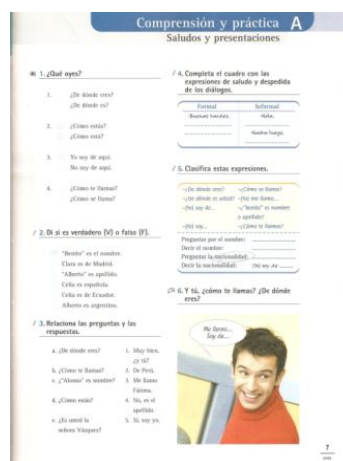 Comprensión y práctica A
Saludos y presentaciones
1. ¿Qué oyes?
1. ¿De dónde eres?
¿De dónde es?
2. ¿Cómo estás?
¿Cómo está?
3. Yo soy de aquí.
No soy de aquí.
4. ¿Cómo te llamas?
¿Cómo se llama?
2. Di si es verdadero (V) o falso (F).
"Benito" es el nombre.
Clara es de Madrid.
"Alberto" es apellido.
Celia es española.
Celia es de Ecuador.
Alberto es argentino.
3. Relaciona las preguntas y las
respuestas.
a. ¿De dónde eres?
b. ¿Cómo te llamas?
c. ¿"Alonso" es nombre?
d. ¿Cómo estás?
e. ¿Es usted la
señora Vázquez?
1. Muy bien,
¿y tú?
2. De Perú.
3. Me llamo
Fátima.
4. No, es el
apellido.
5. Sí, soy yo.
4. Completa el cuadro con las
expresiones de saludo y despedida
de los diálogos.
Formal
Informal
Buenas tardes.
Hola.
Hasta luego.
5. Clasifica estas expresiones.
-¿De dónde eres?
-¿Cómo se llama?
-¿De dónde es usted?
-(Yo) me llamo...
-(Yo) soy de...
-¿"Benito" es nombre
o apellido?
-(Yo) soy...
-¿Cómo te llamas?
Preguntar por el nombre:
Decir el nombre:
Preguntar la nacionalidad:
Decir la nacionalidad: (Yo) soy de
6. Y tú, ¿cómo te llamas? ¿De dónde
eres?
Me llamo...
Soy de...
7